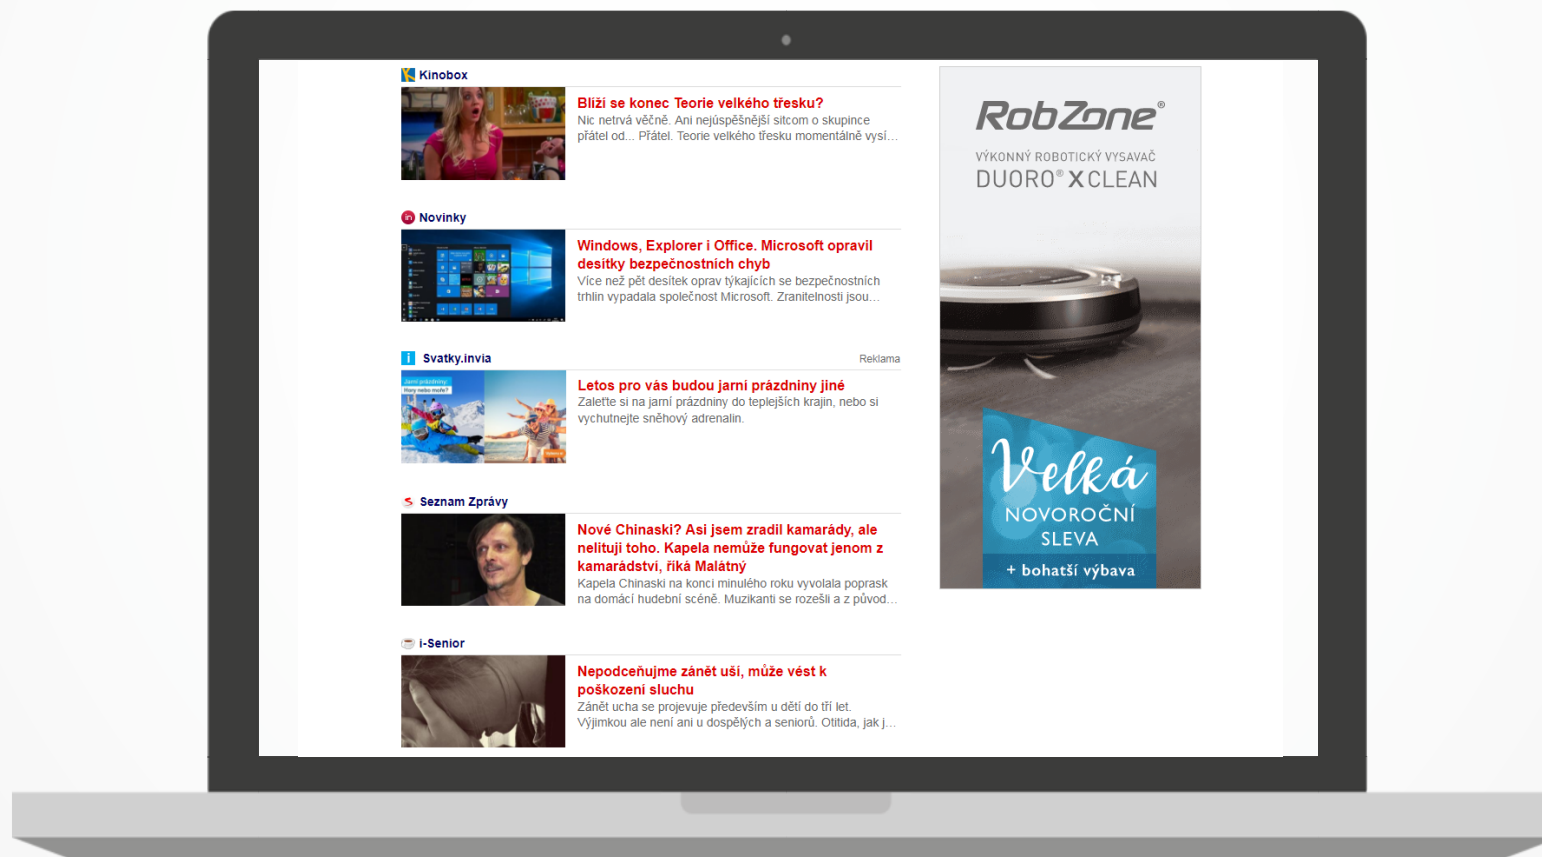 Kinobox
Blíží se konec Teorie velkého třesku?
Nic netrvá věčně. Ani nejúspěšnější sitcom o skupince
přátel od... Přátel. Teorie velkého třesku momentálně vysí…
Novinky
Windows, Explorer i Office. Microsoft opravil
desítky bezpečnostních chyb
Více než pět desítek oprav týkajících se bezpečnostních
trhlin vypadala společnost Microsoft. Zranitelnosti jsou…
Svatky.invia
Reklama
Jarní prázdniny:
Hory nebo moře?
Letos pro vás budou jarní prázdniny jiné
Zaleťte si na jarní prázdniny do teplejších krajin, nebo si
vychutnejte sněhový adrenalin.
Seznam Zprávy
Nové Chinaski? Asi jsem zradil kamarády, ale
nelituji toho. Kapela nemůže fungovat jenom z
kamarádství, říká Malátný
Kapela Chinaski na konci minulého roku vyvolala poprask
na domácí hudební scéně. Muzikanti se rozešli a z původ…
i-Senior
Nepodceňujme zánět uší, může vést k
poškození sluchu
Zánět ucha se projevuje především u dětí do tří let.
Výjimkou ale není ani u dospělých a seniorů. Otitida, jak j…
RobZone®
VÝKONNÝ ROBOTICKÝ VYSAVAČ
DUORO® X CLEAN
Velká
NOVOROČNÍ
SLEVA
+ bohatší výbava